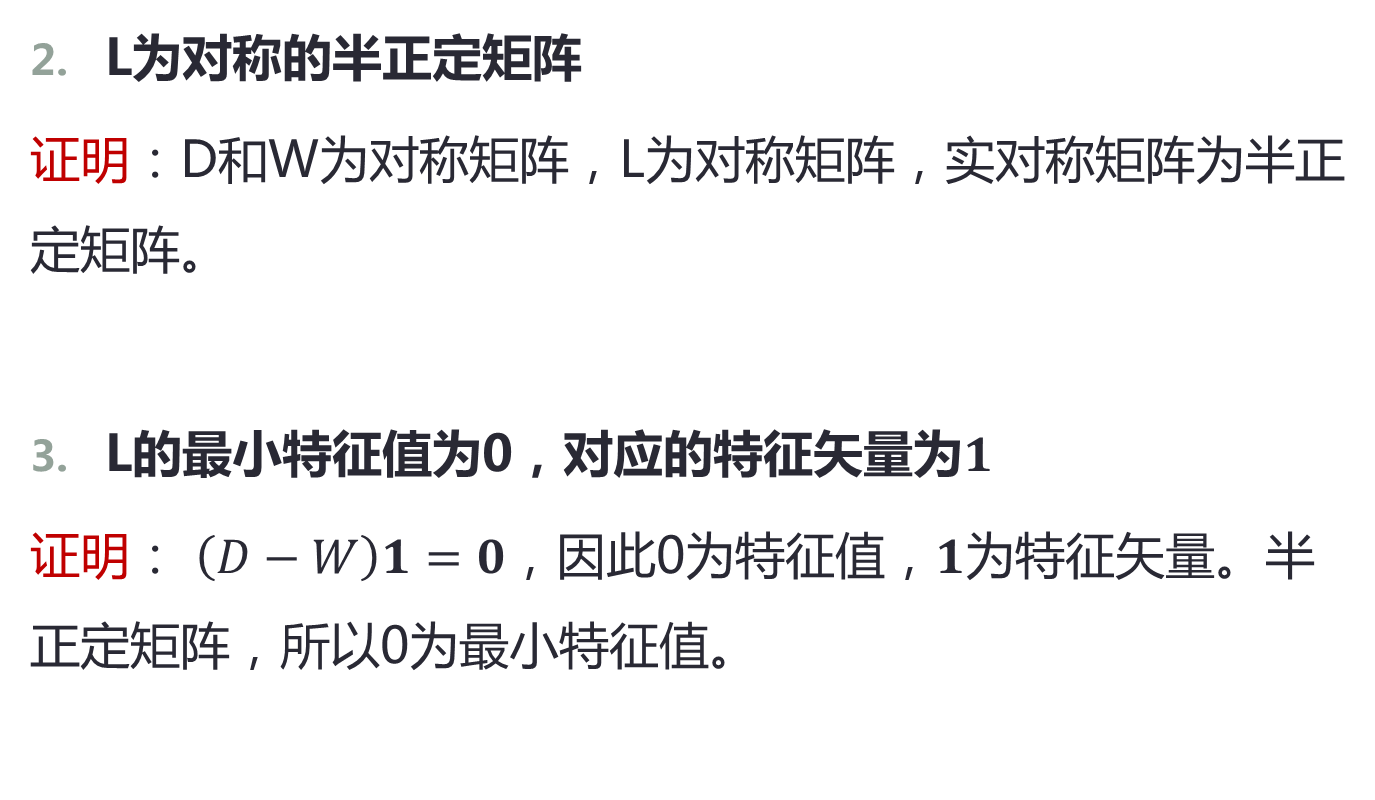 2. L为对称的半正定矩阵
证明：D和W为对称矩阵，L为对称矩阵，实对称矩阵为半正
定矩阵。
3. L的最小特征值为0，对应的特征矢量为1
证明： (D − W)1 = 0，因此0为特征值，1为特征矢量。半
正定矩阵，所以0为最小特征值。